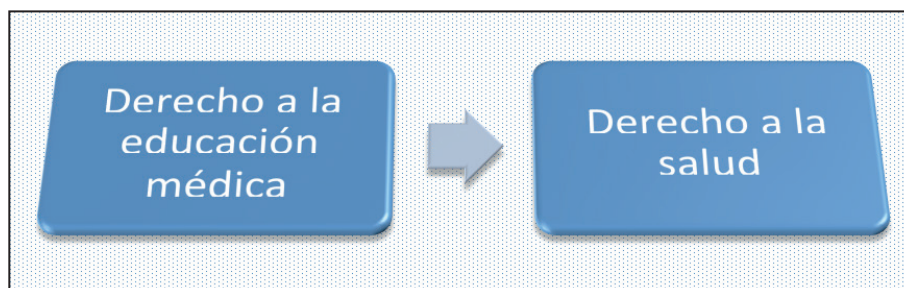 Derecho a la
educación
médica
Derecho a la
salud